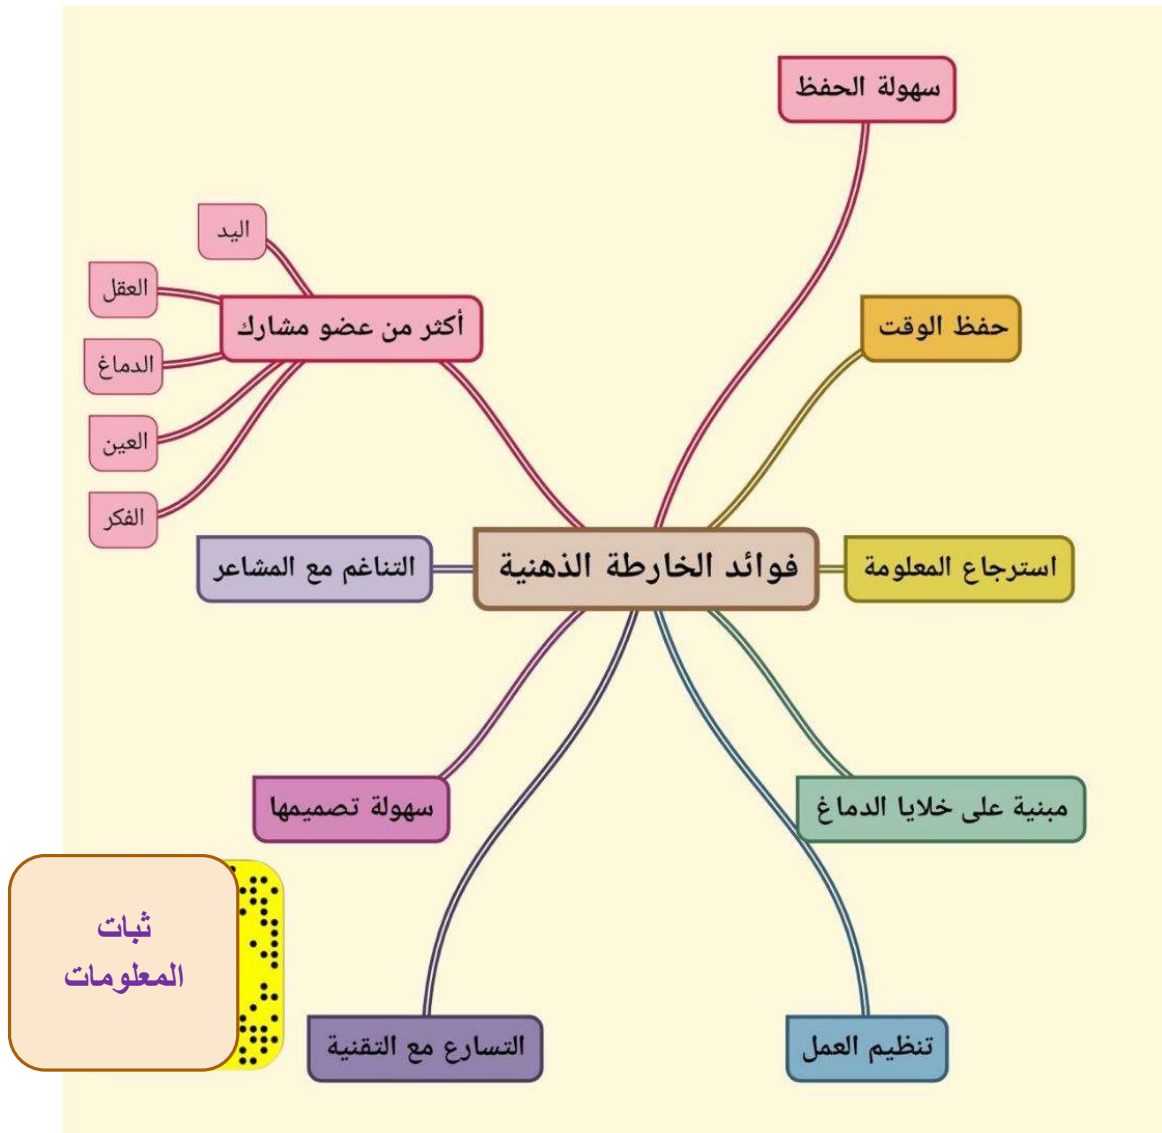 سهولة الحفظ
اليد
العقل
أكثر من عضو مشارك
حفظ الوقت
الدماغ
العين
الفكر
فوائد الخارطة الذهنية
استرجاع المعلومة
التناغم مع المشاعر
مبنية على خلايا الدماغ
سهولة تصميمها
ثبات
المعلومات
تنظيم العمل
التسارع مع التقنية